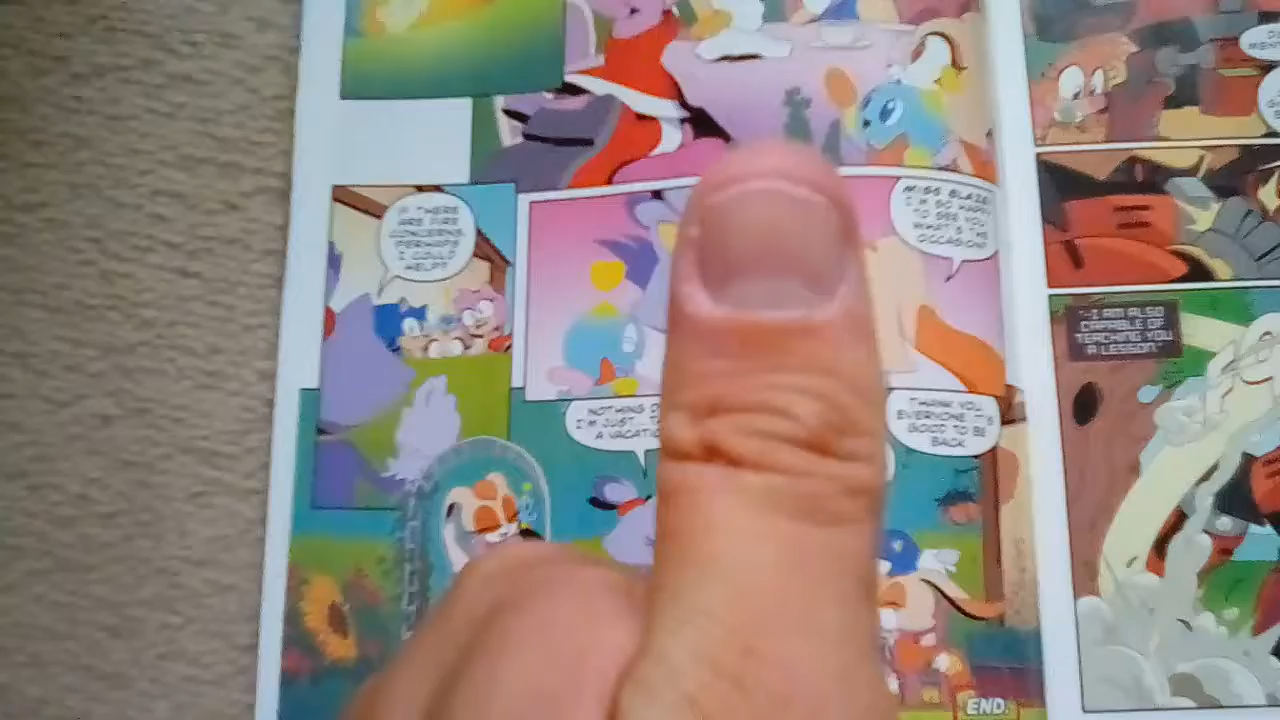 IF THERE
ARE FIRE
CONCERNS,
PERHAPS
I COULD
HELP?
MISS BLAZE!
I'M SO HAPPY
TO SEE YOU!
WHAT'S THE
OCCASION?
NOTHING
I'M JUST...
A VACATIO
THANK YOU,
EVERYONE. IT'S
GOOD TO BE
BACK.
END.
"-I AM ALSO
CAPABLE OF
TEACHING YOU
A LESSON."